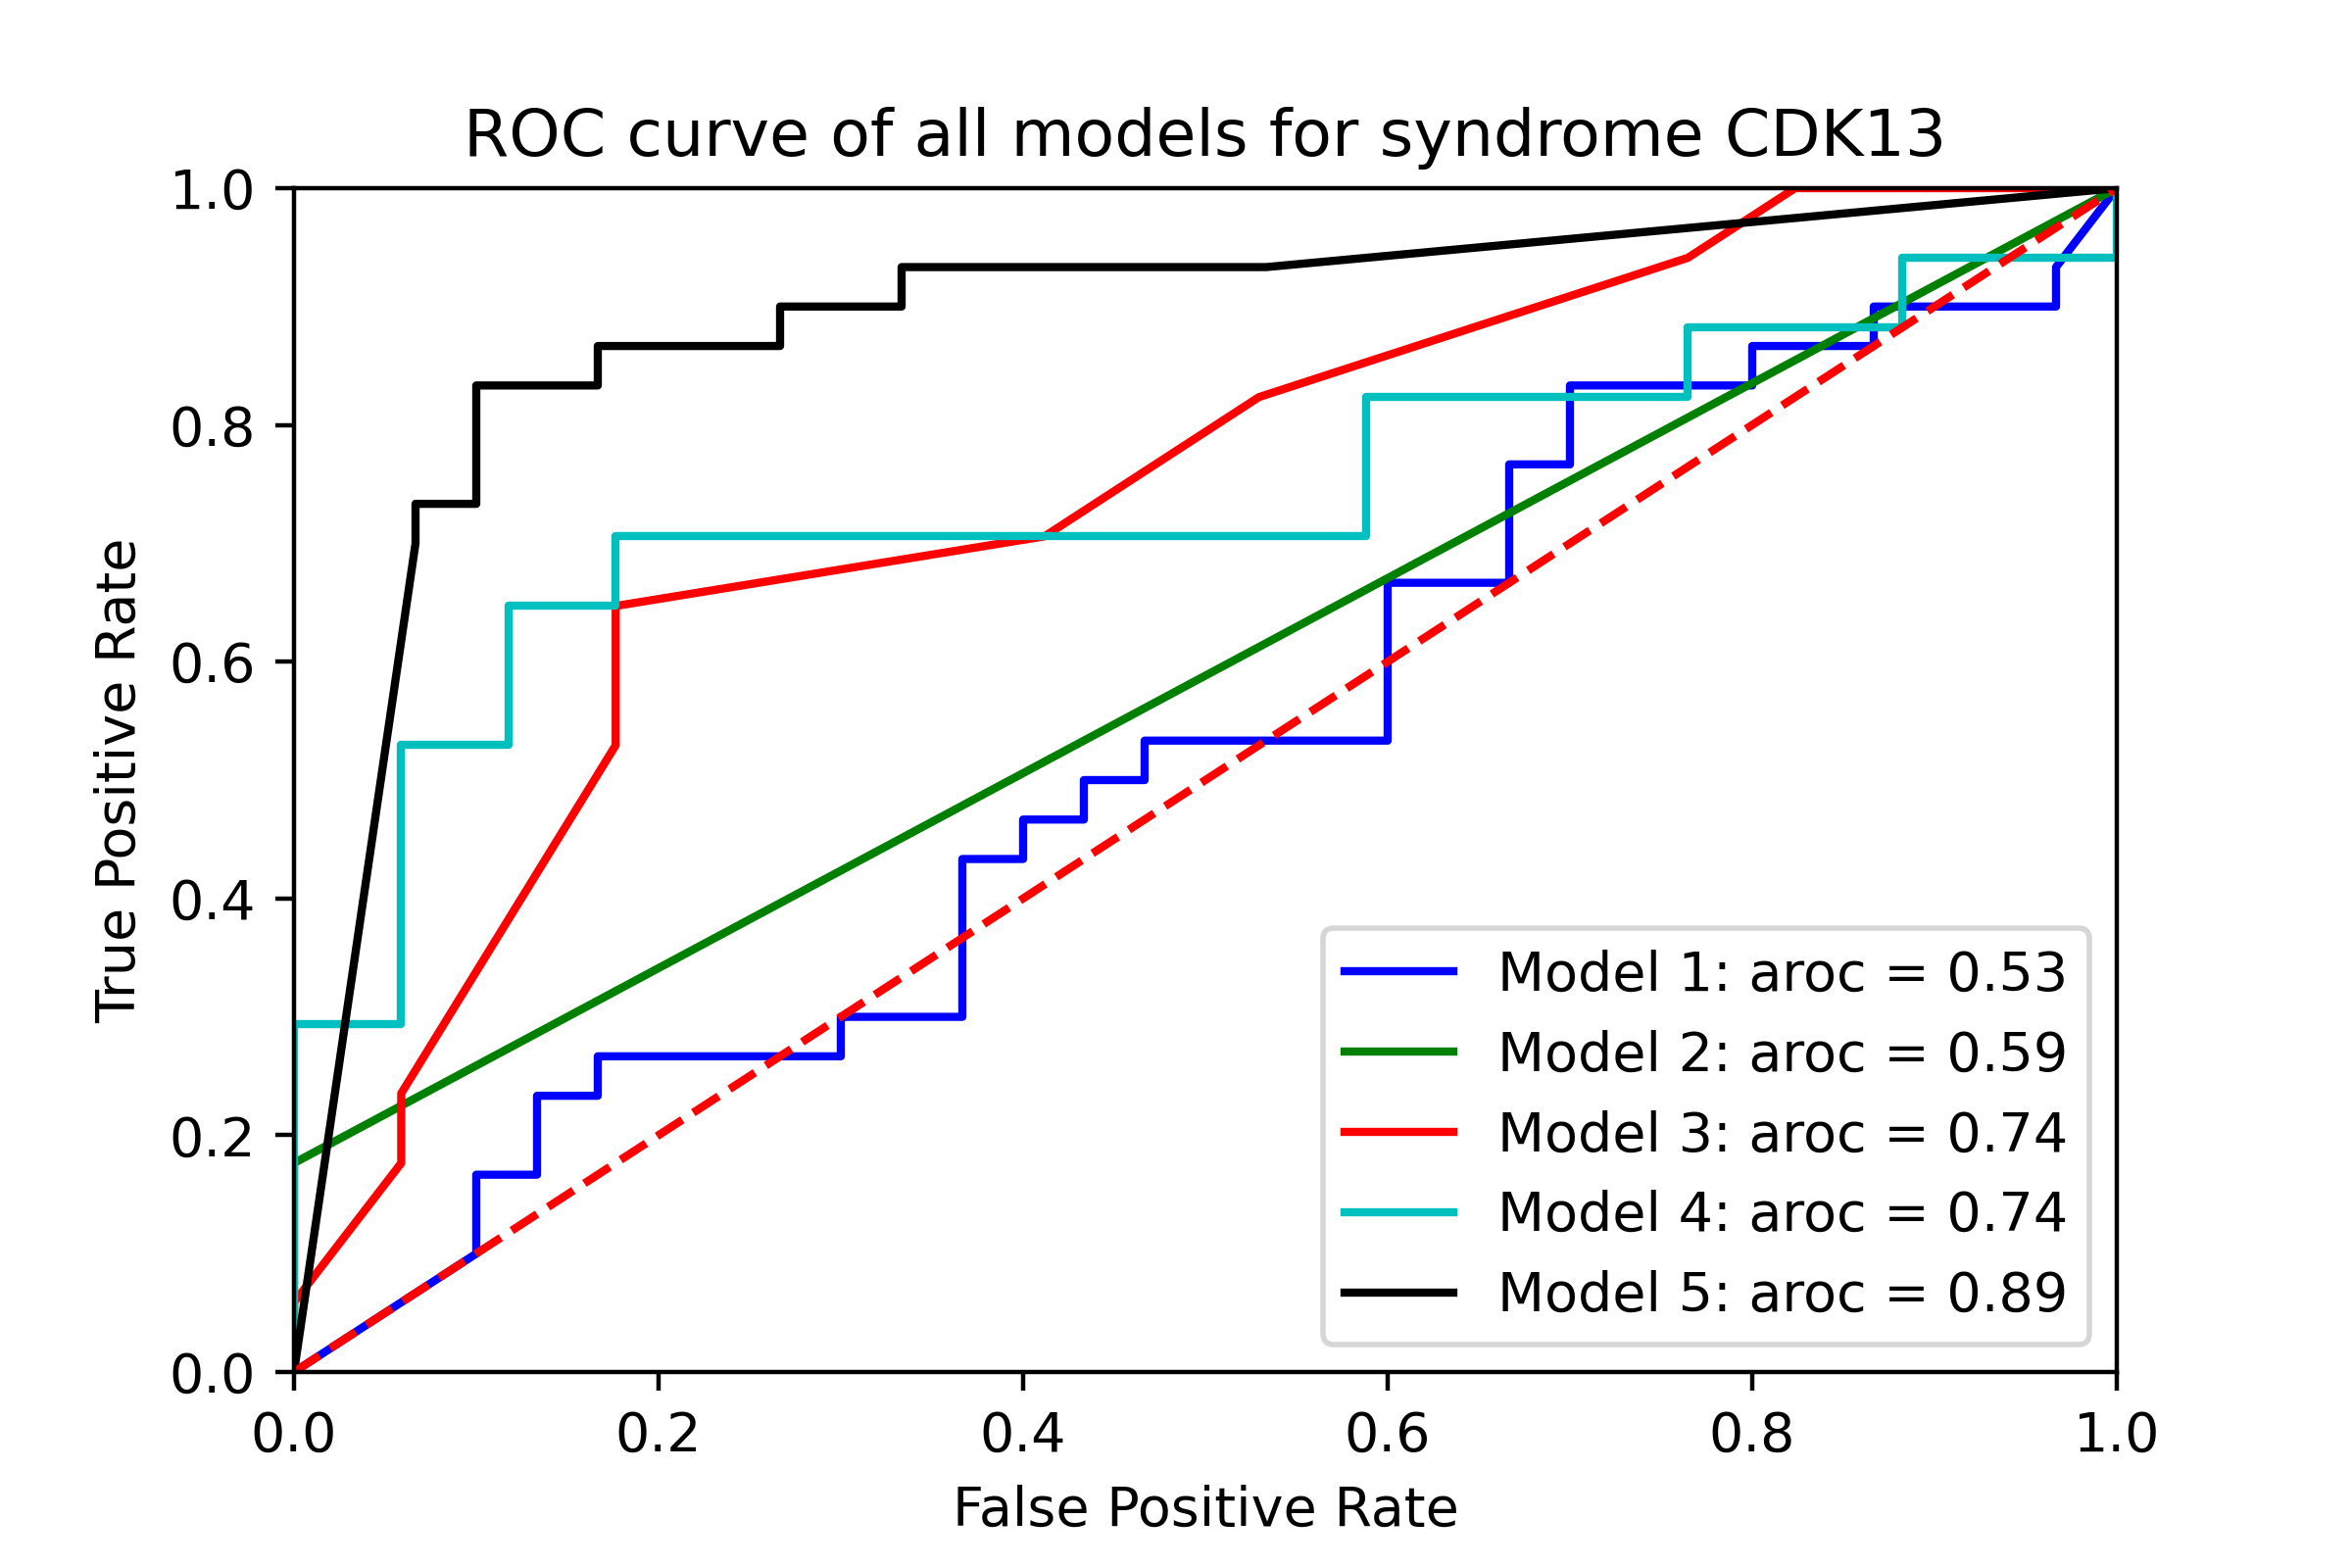 ROC curve of all models for syndrome CDK13
1.0
0.8
0.6
0.4
0.2
0.0
True Positive Rate
Model 1: aroc = 0.53
Model 2: aroc = 0.59
Model 3: aroc = 0.74
Model 4: aroc = 0.74
Model 5: aroc = 0.89
0.0 0.2 0.4 0.6 0.8 1.0
False Positive Rate